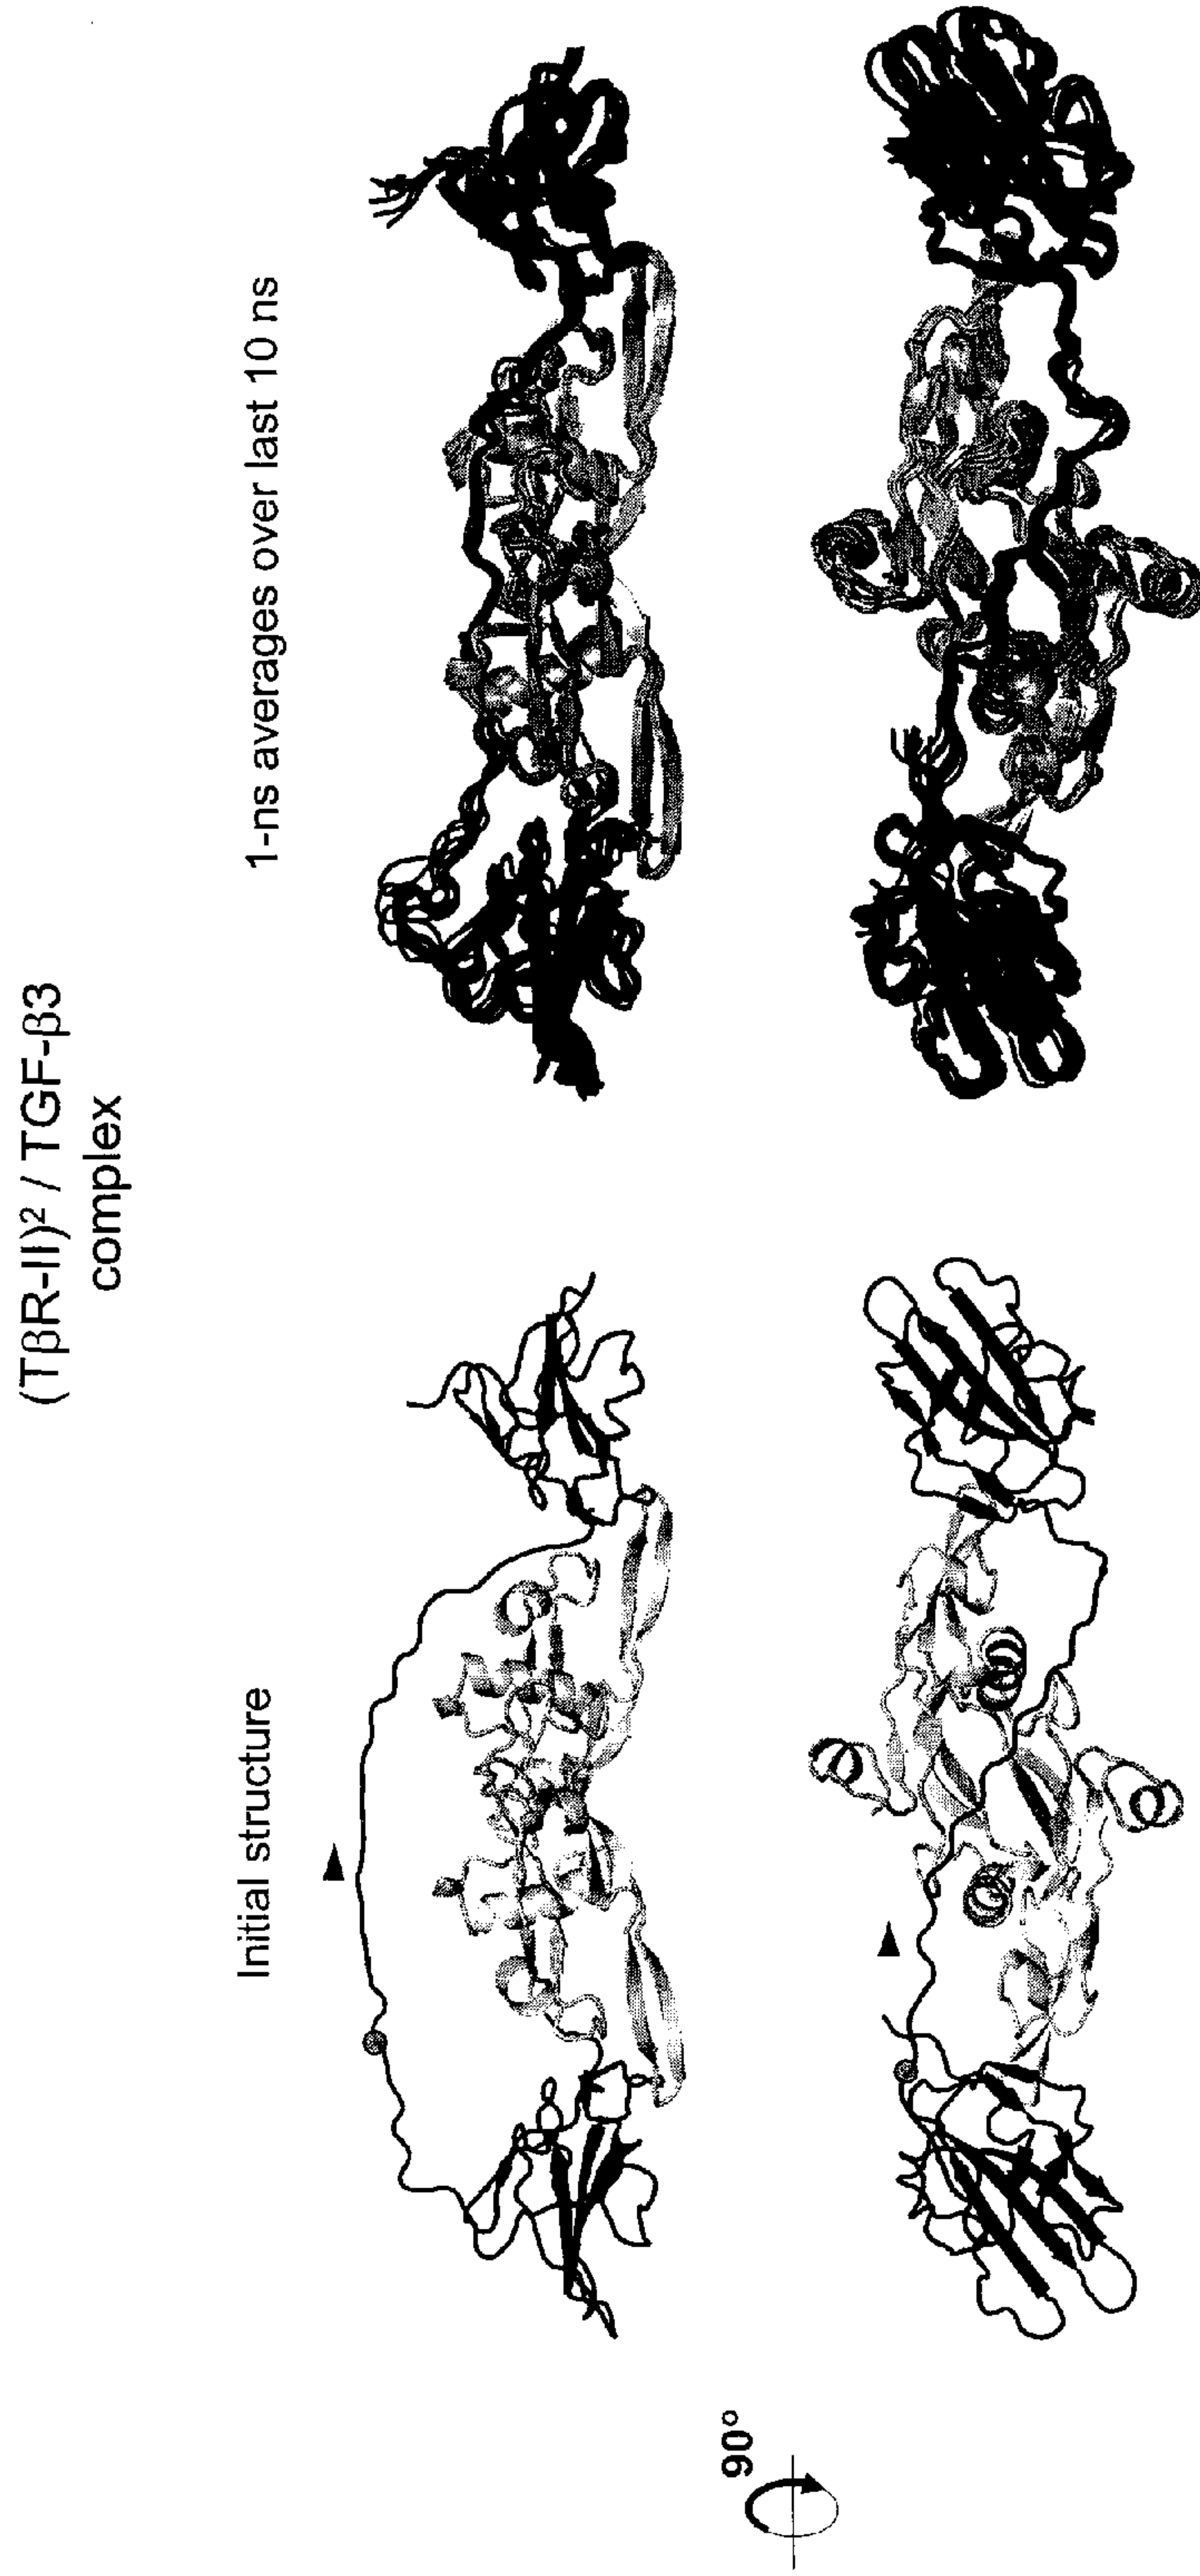 (TβR-II)² / TGF-β3
complex
Initial structure
1-ns averages over last 10 ns
90°